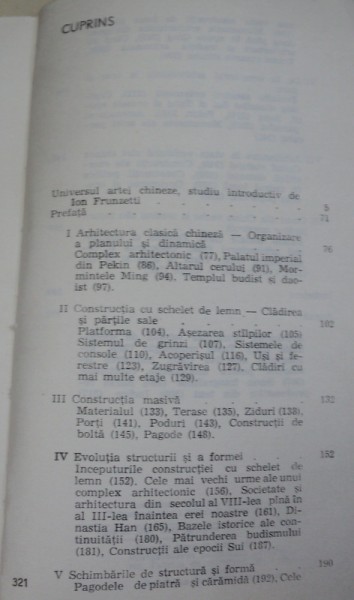 CUPRINS
Universul artei chineze, studiu introductiv de
Ion Frunzetti . . . . . . . . 5
Prefață . . . . . . . . . 71
I Arhitectura clasică chineză — Organizare
a planului și dinamică 76
Complex arhitectonic (77), Palatul imperial
din Pekin (86), Altarul cerului (91), Mor-
mintele Ming (94). Templul budist și dao-
ist (97).
II Construcția cu schelet de lemn — Clădirea
și părțile sale . . . . . . 102
Platforma (104), Așezarea stîlpilor (105)
Sistemul de grinzi (107), Sistemele de
console (110), Acoperișul (116), Uși și fe-
restre (123), Zugrăvirea (127), Clădiri cu
mai multe etaje (129).
III Construcția masivă . . . . . 132
Materialul (133), Terase (135), Ziduri (138),
Porți (141), Poduri (143), Construcții de
boltă (145), Pagode (148).
IV Evoluția structurii și a formei . . . 152
Inceputurile construcției cu schelet de
lemn (152). Cele mai vechi urme ale unui
complex arhitectonic (156), Societate și
arhitectura din secolul al VIII-lea pînă în
al III-lea înaintea erei noastre (161), Di-
nastia Han (165), Bazele istorice ale con-
tinuității (180), Pătrunderea budismului
(181), Construcții ale epocii Sui (187).
V Schimbările de structură și formă . . 190
Pagodele de piatră și cărămidă (192), Cele
321